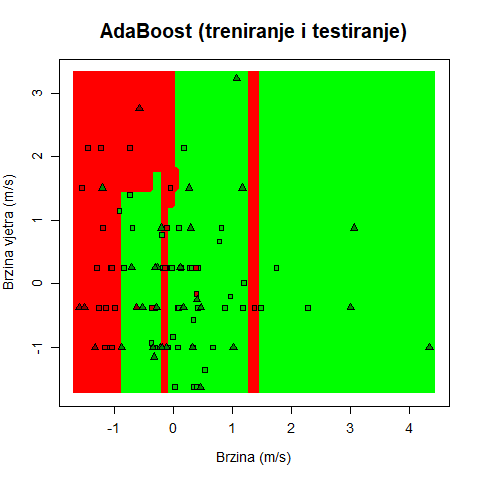 AdaBoost (treniranje i testiranje)
Brzina vjetra (m/s)
3
2
1
0
-1
-1 0 1 2 3 4
Brzina (m/s)